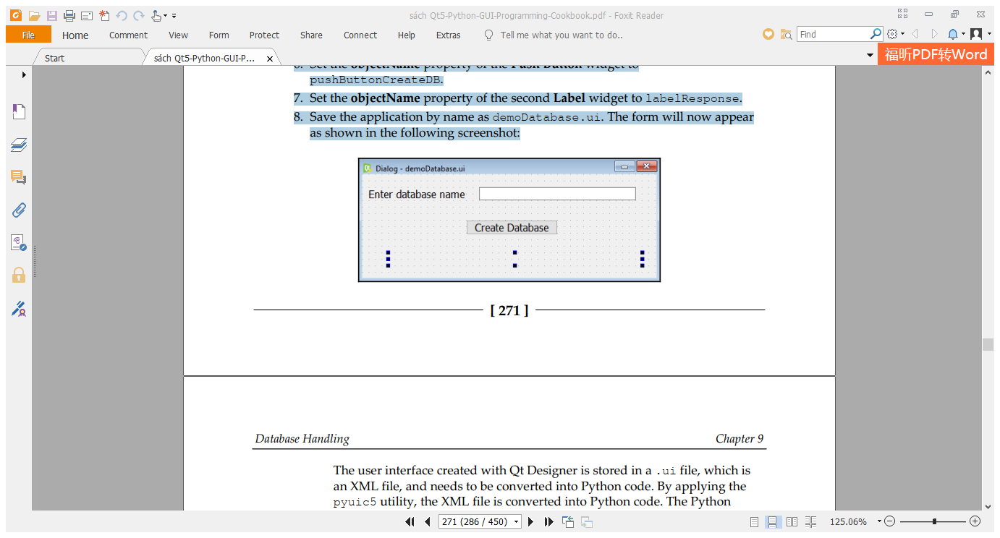 sách Qt5-Python-GUI-Programming-Cookbook.pdf - Foxit Reader
File Home Comment View Form Protect Share Connect Help Extras Tell me what you want to do.. Find
Start sách Qt5-Python-GUI-P... 福昕PDF转Word
6. Set the objectName property of the Push Button widget to
pushButtonCreateDB.
7. Set the objectName property of the second Label widget to labelResponse.
8. Save the application by name as demoDatabase.ui. The form will now appear
as shown in the following screenshot:
Dialog - demoDatabase.ui
Enter database name
Create Database
[ 271 ]
Database Handling Chapter 9
The user interface created with Qt Designer is stored in a .ui file, which is
an XML file, and needs to be converted into Python code. By applying the
pyuic5 utility, the XML file is converted into Python code. The Python
271 (286 / 450) 125.06%